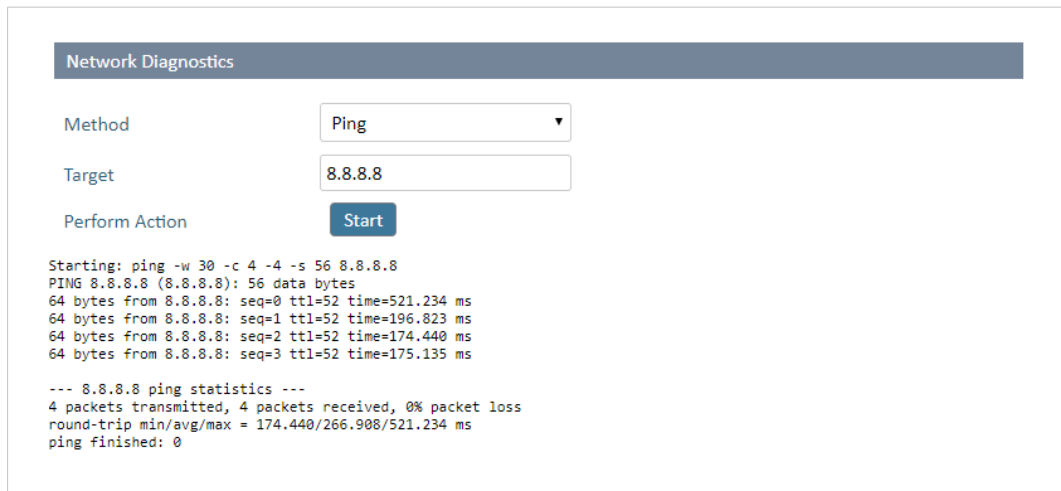 Network Diagnostics
Method Ping
Target 8.8.8.8
Perform Action Start
Starting: ping -w 30 -c 4 -4 -s 56 8.8.8.8
PING 8.8.8.8 (8.8.8.8): 56 data bytes
64 bytes from 8.8.8.8: seq=0 ttl=52 time=521.234 ms
64 bytes from 8.8.8.8: seq=1 ttl=52 time=196.823 ms
64 bytes from 8.8.8.8: seq=2 ttl=52 time=174.440 ms
64 bytes from 8.8.8.8: seq=3 ttl=52 time=175.135 ms
--- 8.8.8.8 ping statistics ---
4 packets transmitted, 4 packets received, 0% packet loss
round-trip min/avg/max = 174.440/266.908/521.234 ms
ping finished: 0